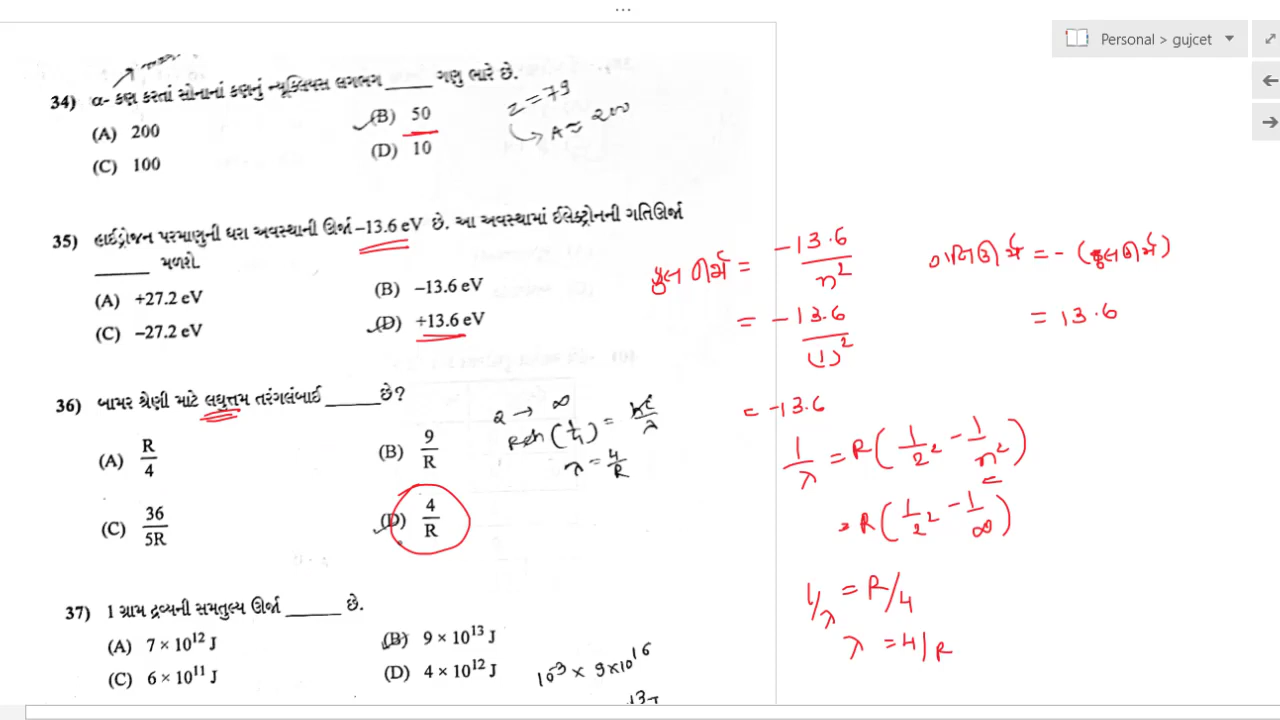 ...
Personal > gujcet
34) α- કણ કરતાં સોનાનાં કણનું ન્યૂક્લિયસ લગભગ _____ ગણુ ભારે છે.
(A) 200
(B) 50
(C) 100
(D) 10
Z = 79
A ≈ 200
35) હાઈડ્રોજન પરમાણુની ધરા અવસ્થાની ઊર્જા –13.6 eV છે. આ અવસ્થામાં ઈલેક્ટ્રોનની ગતિઊર્જા
_____ મળશે.
(A) +27.2 eV
(B) –13.6 eV
(C) –27.2 eV
(D) +13.6 eV
કુલ ઊર્જા = -13.6 / n²
= -13.6 / (1)²
= -13.6
ગતિઊર્જા = - (કુલઊર્જા)
= 13.6
36) બામર શ્રેણી માટે લઘુત્તમ તરંગલંબાઈ _____ છે?
(A) R/4
(B) 9/R
(C) 36/5R
(D) 4/R
2 → ∞
Rch (1/4) = hc/λ
λ = 4/R
1/λ = R(1/2² - 1/n²)
= R(1/2² - 1/∞)
1/λ = R/4
λ = 4/R
37) 1 ગ્રામ દ્રવ્યની સમતુલ્ય ઊર્જા _____ છે.
(A) 7 × 10¹² J
(B) 9 × 10¹³ J
(C) 6 × 10¹¹ J
(D) 4 × 10¹² J
10⁻³ × 9×10¹⁶